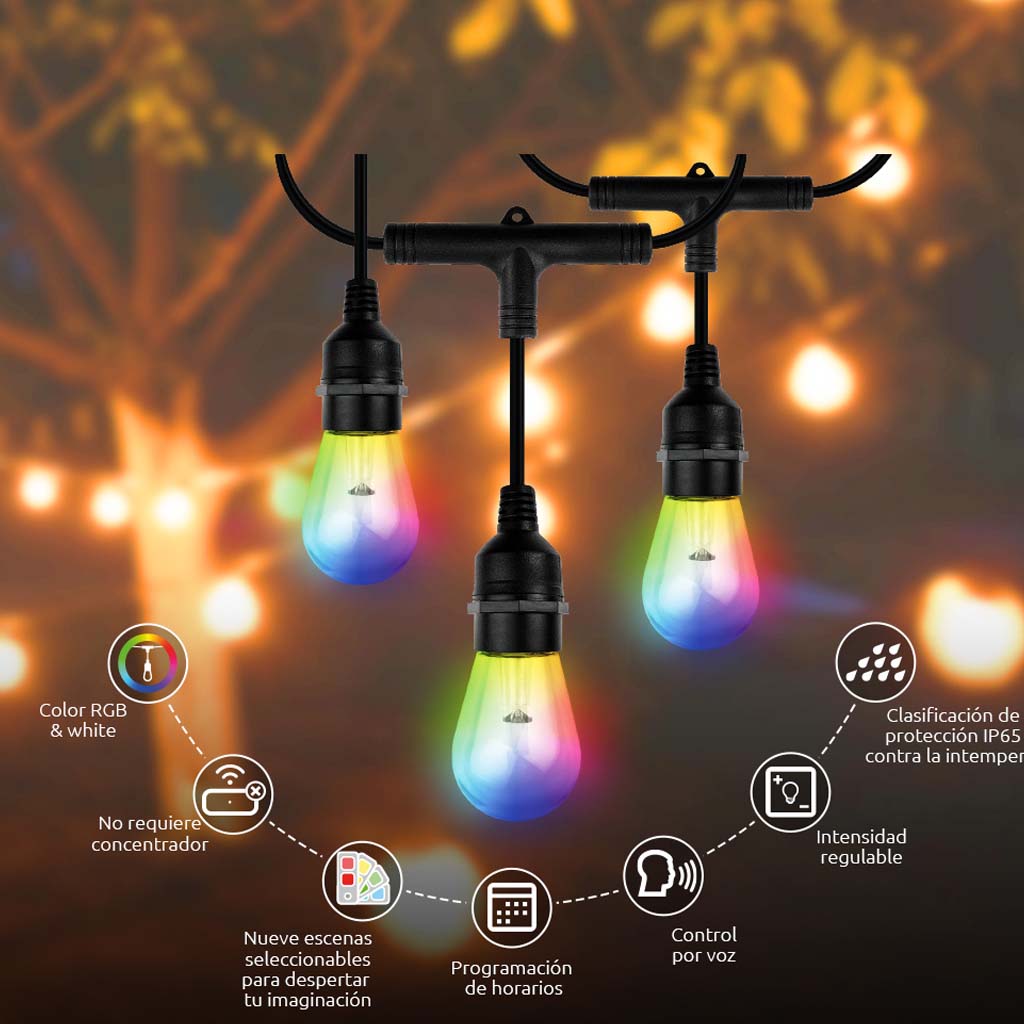 Color RGB
& white
No requiere
concentrador
Nueve escenas
seleccionables
para despertar
tu imaginación
Programación
de horarios
Control
por voz
Intensidad
regulable
Clasificación de
protección IP65
contra la intemper